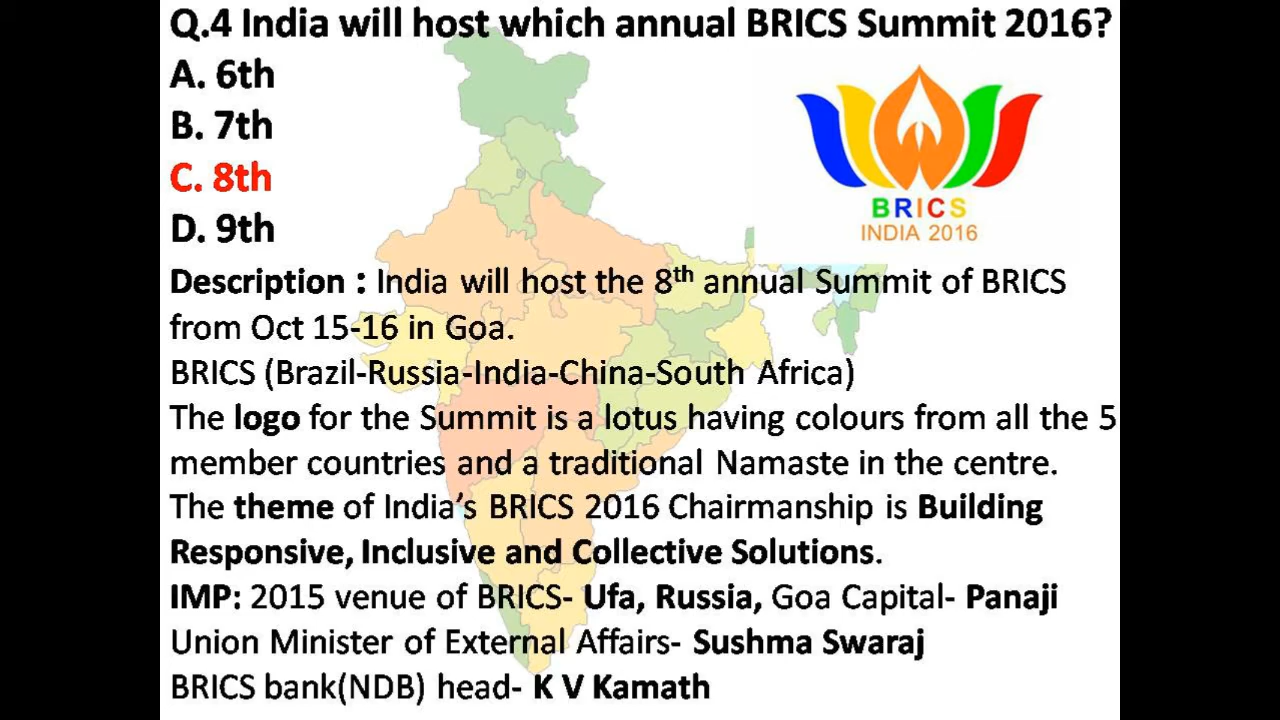 Q.4 India will host which annual BRICS Summit 2016?
A. 6th
B. 7th
C. 8th
D. 9th
BRICS
INDIA 2016
Description : India will host the 8th annual Summit of BRICS
from Oct 15-16 in Goa.
BRICS (Brazil-Russia-India-China-South Africa)
The logo for the Summit is a lotus having colours from all the 5
member countries and a traditional Namaste in the centre.
The theme of India's BRICS 2016 Chairmanship is Building
Responsive, Inclusive and Collective Solutions.
IMP: 2015 venue of BRICS- Ufa, Russia, Goa Capital- Panaji
Union Minister of External Affairs- Sushma Swaraj
BRICS bank(NDB) head- K V Kamath